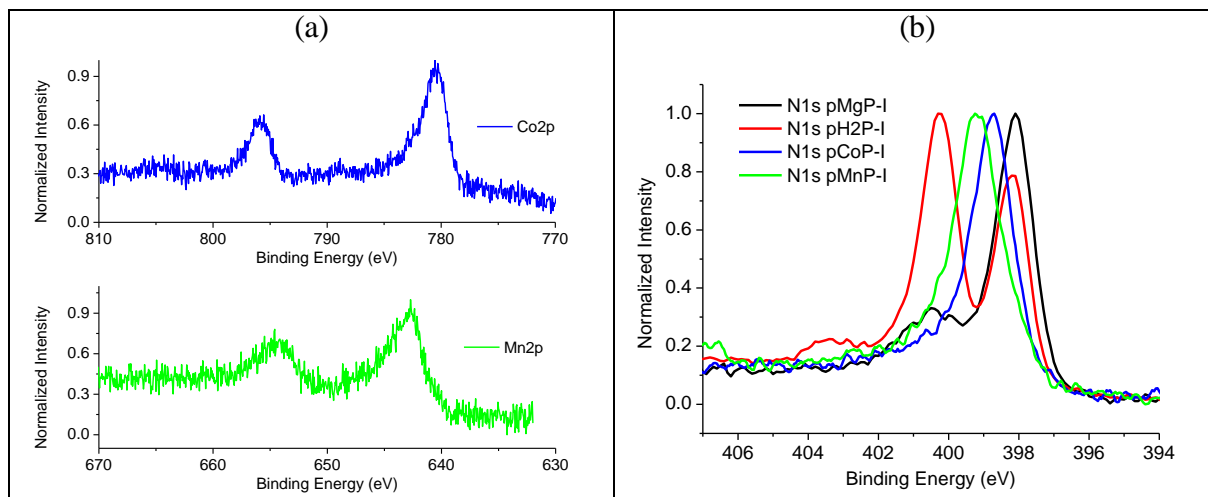 (a)
Normalized Intensity
0.9
0.6
0.3
0.0
Co2p
810 800 790 780 770
Binding Energy (eV)
Normalized Intensity
0.9
0.6
0.3
0.0
Mn2p
670 660 650 640 630
Binding Energy (eV)
(b)
Normalized Intensity
1.0
0.8
0.6
0.4
0.2
0.0
N1s pMgP-I
N1s pH2P-I
N1s pCoP-I
N1s pMnP-I
406 404 402 400 398 396 394
Binding Energy (eV)